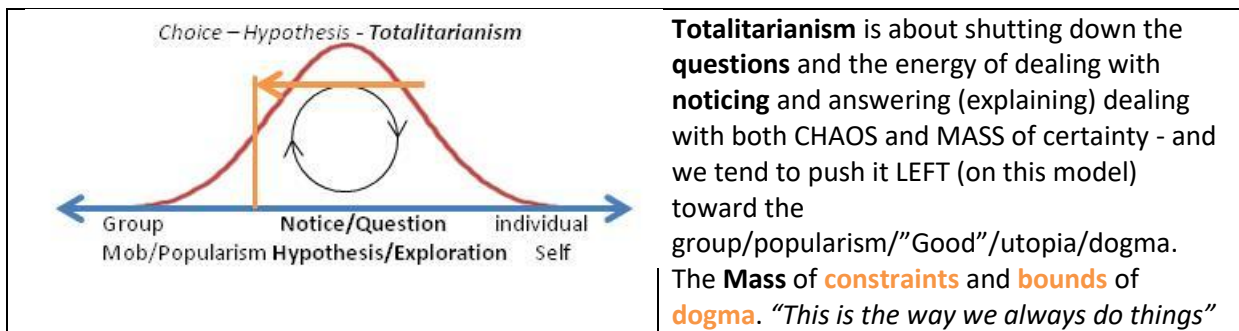 Choice – Hypothesis - Totalitarianism
Group Notice/Question individual
Mob/Popularism Hypothesis/Exploration Self
Totalitarianism is about shutting down the
questions and the energy of dealing with
noticing and answering (explaining) dealing
with both CHAOS and MASS of certainty - and
we tend to push it LEFT (on this model)
toward the
group/popularism/”Good”/utopia/dogma.
The Mass of constraints and bounds of
dogma. “This is the way we always do things”